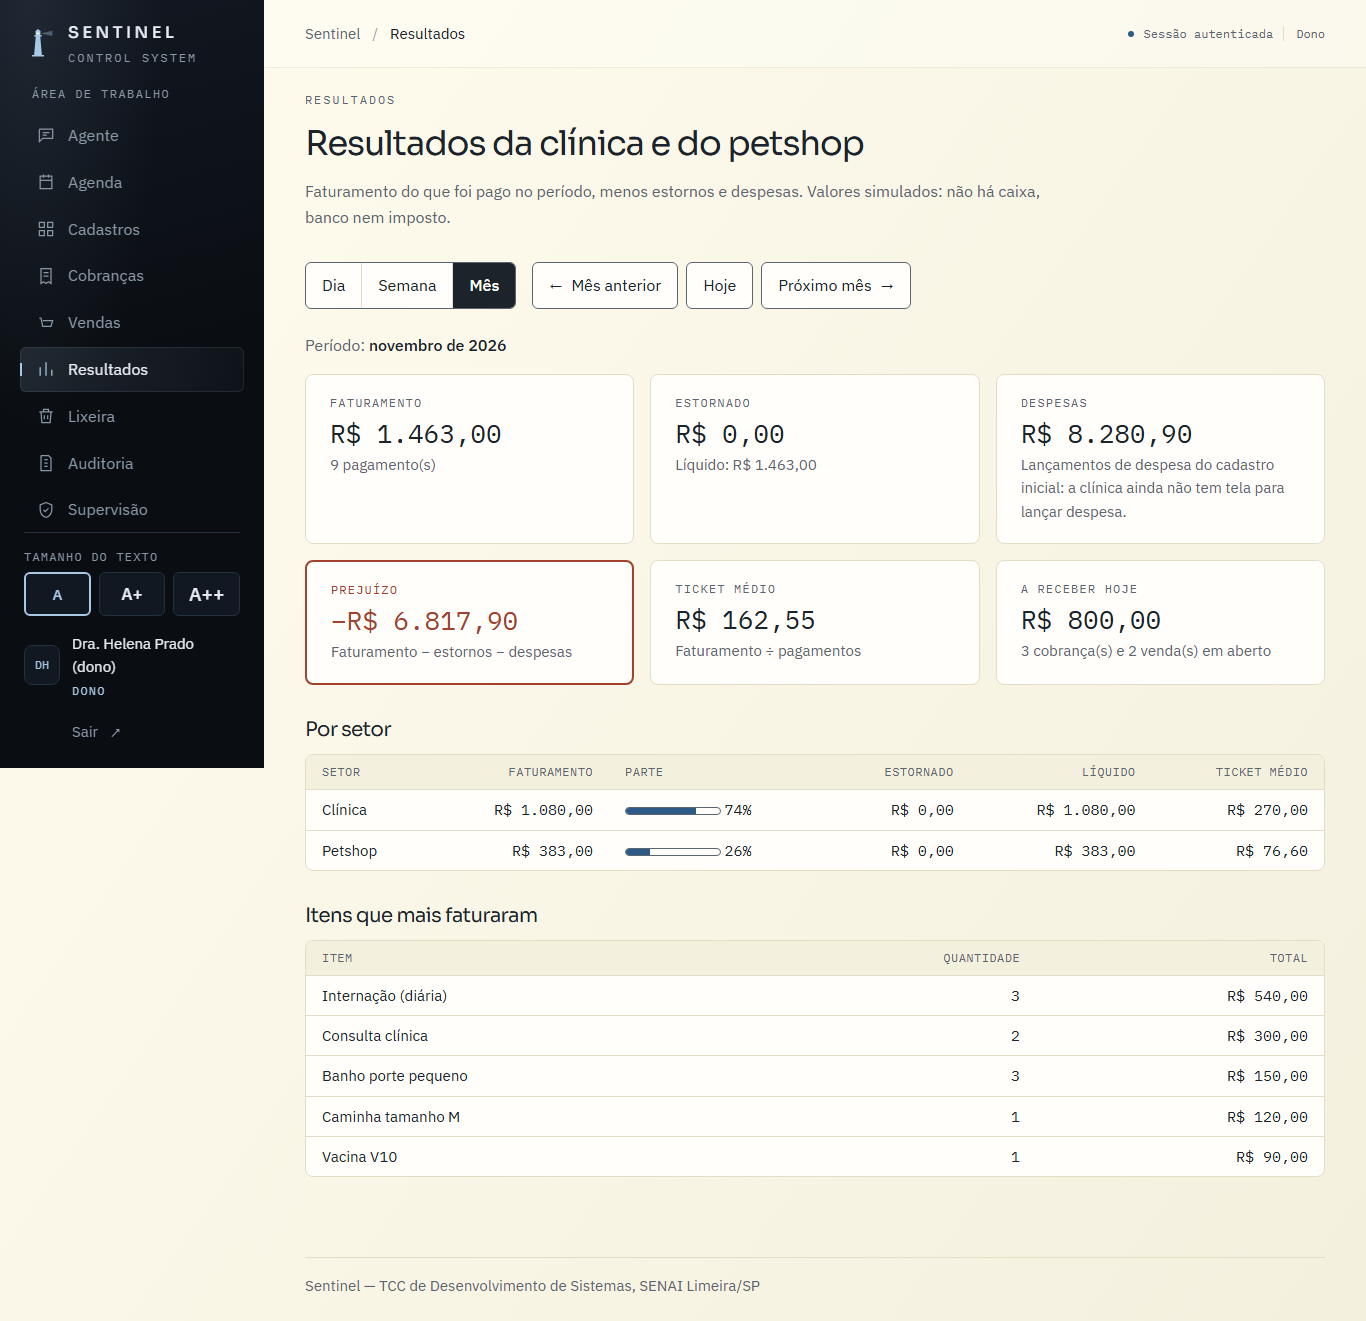 SENTINEL
CONTROL SYSTEM
ÁREA DE TRABALHO
Agente
Agenda
Cadastros
Cobranças
Vendas
Resultados
Lixeira
Auditoria
Supervisão
TAMANHO DO TEXTO
A A+ A++
DH
Dra. Helena Prado
(dono)
DONO
Sair ↗
Sentinel / Resultados
Sessão autenticada Dono
RESULTADOS
Resultados da clínica e do petshop
Faturamento do que foi pago no período, menos estornos e despesas. Valores simulados: não há caixa,
banco nem imposto.
Dia Semana Mês ← Mês anterior Hoje Próximo mês →
Período: novembro de 2026
FATURAMENTO
R$ 1.463,00
9 pagamento(s)
ESTORNADO
R$ 0,00
Líquido: R$ 1.463,00
DESPESAS
R$ 8.280,90
Lançamentos de despesa do cadastro
inicial: a clínica ainda não tem tela para
lançar despesa.
PREJUÍZO
−R$ 6.817,90
Faturamento − estornos − despesas
TICKET MÉDIO
R$ 162,55
Faturamento ÷ pagamentos
A RECEBER HOJE
R$ 800,00
3 cobrança(s) e 2 venda(s) em aberto
Por setor
SETOR FATURAMENTO PARTE ESTORNADO LÍQUIDO TICKET MÉDIO
Clínica R$ 1.080,00 74% R$ 0,00 R$ 1.080,00 R$ 270,00
Petshop R$ 383,00 26% R$ 0,00 R$ 383,00 R$ 76,60
Itens que mais faturaram
ITEM QUANTIDADE TOTAL
Internação (diária) 3 R$ 540,00
Consulta clínica 2 R$ 300,00
Banho porte pequeno 3 R$ 150,00
Caminha tamanho M 1 R$ 120,00
Vacina V10 1 R$ 90,00
Sentinel — TCC de Desenvolvimento de Sistemas, SENAI Limeira/SP